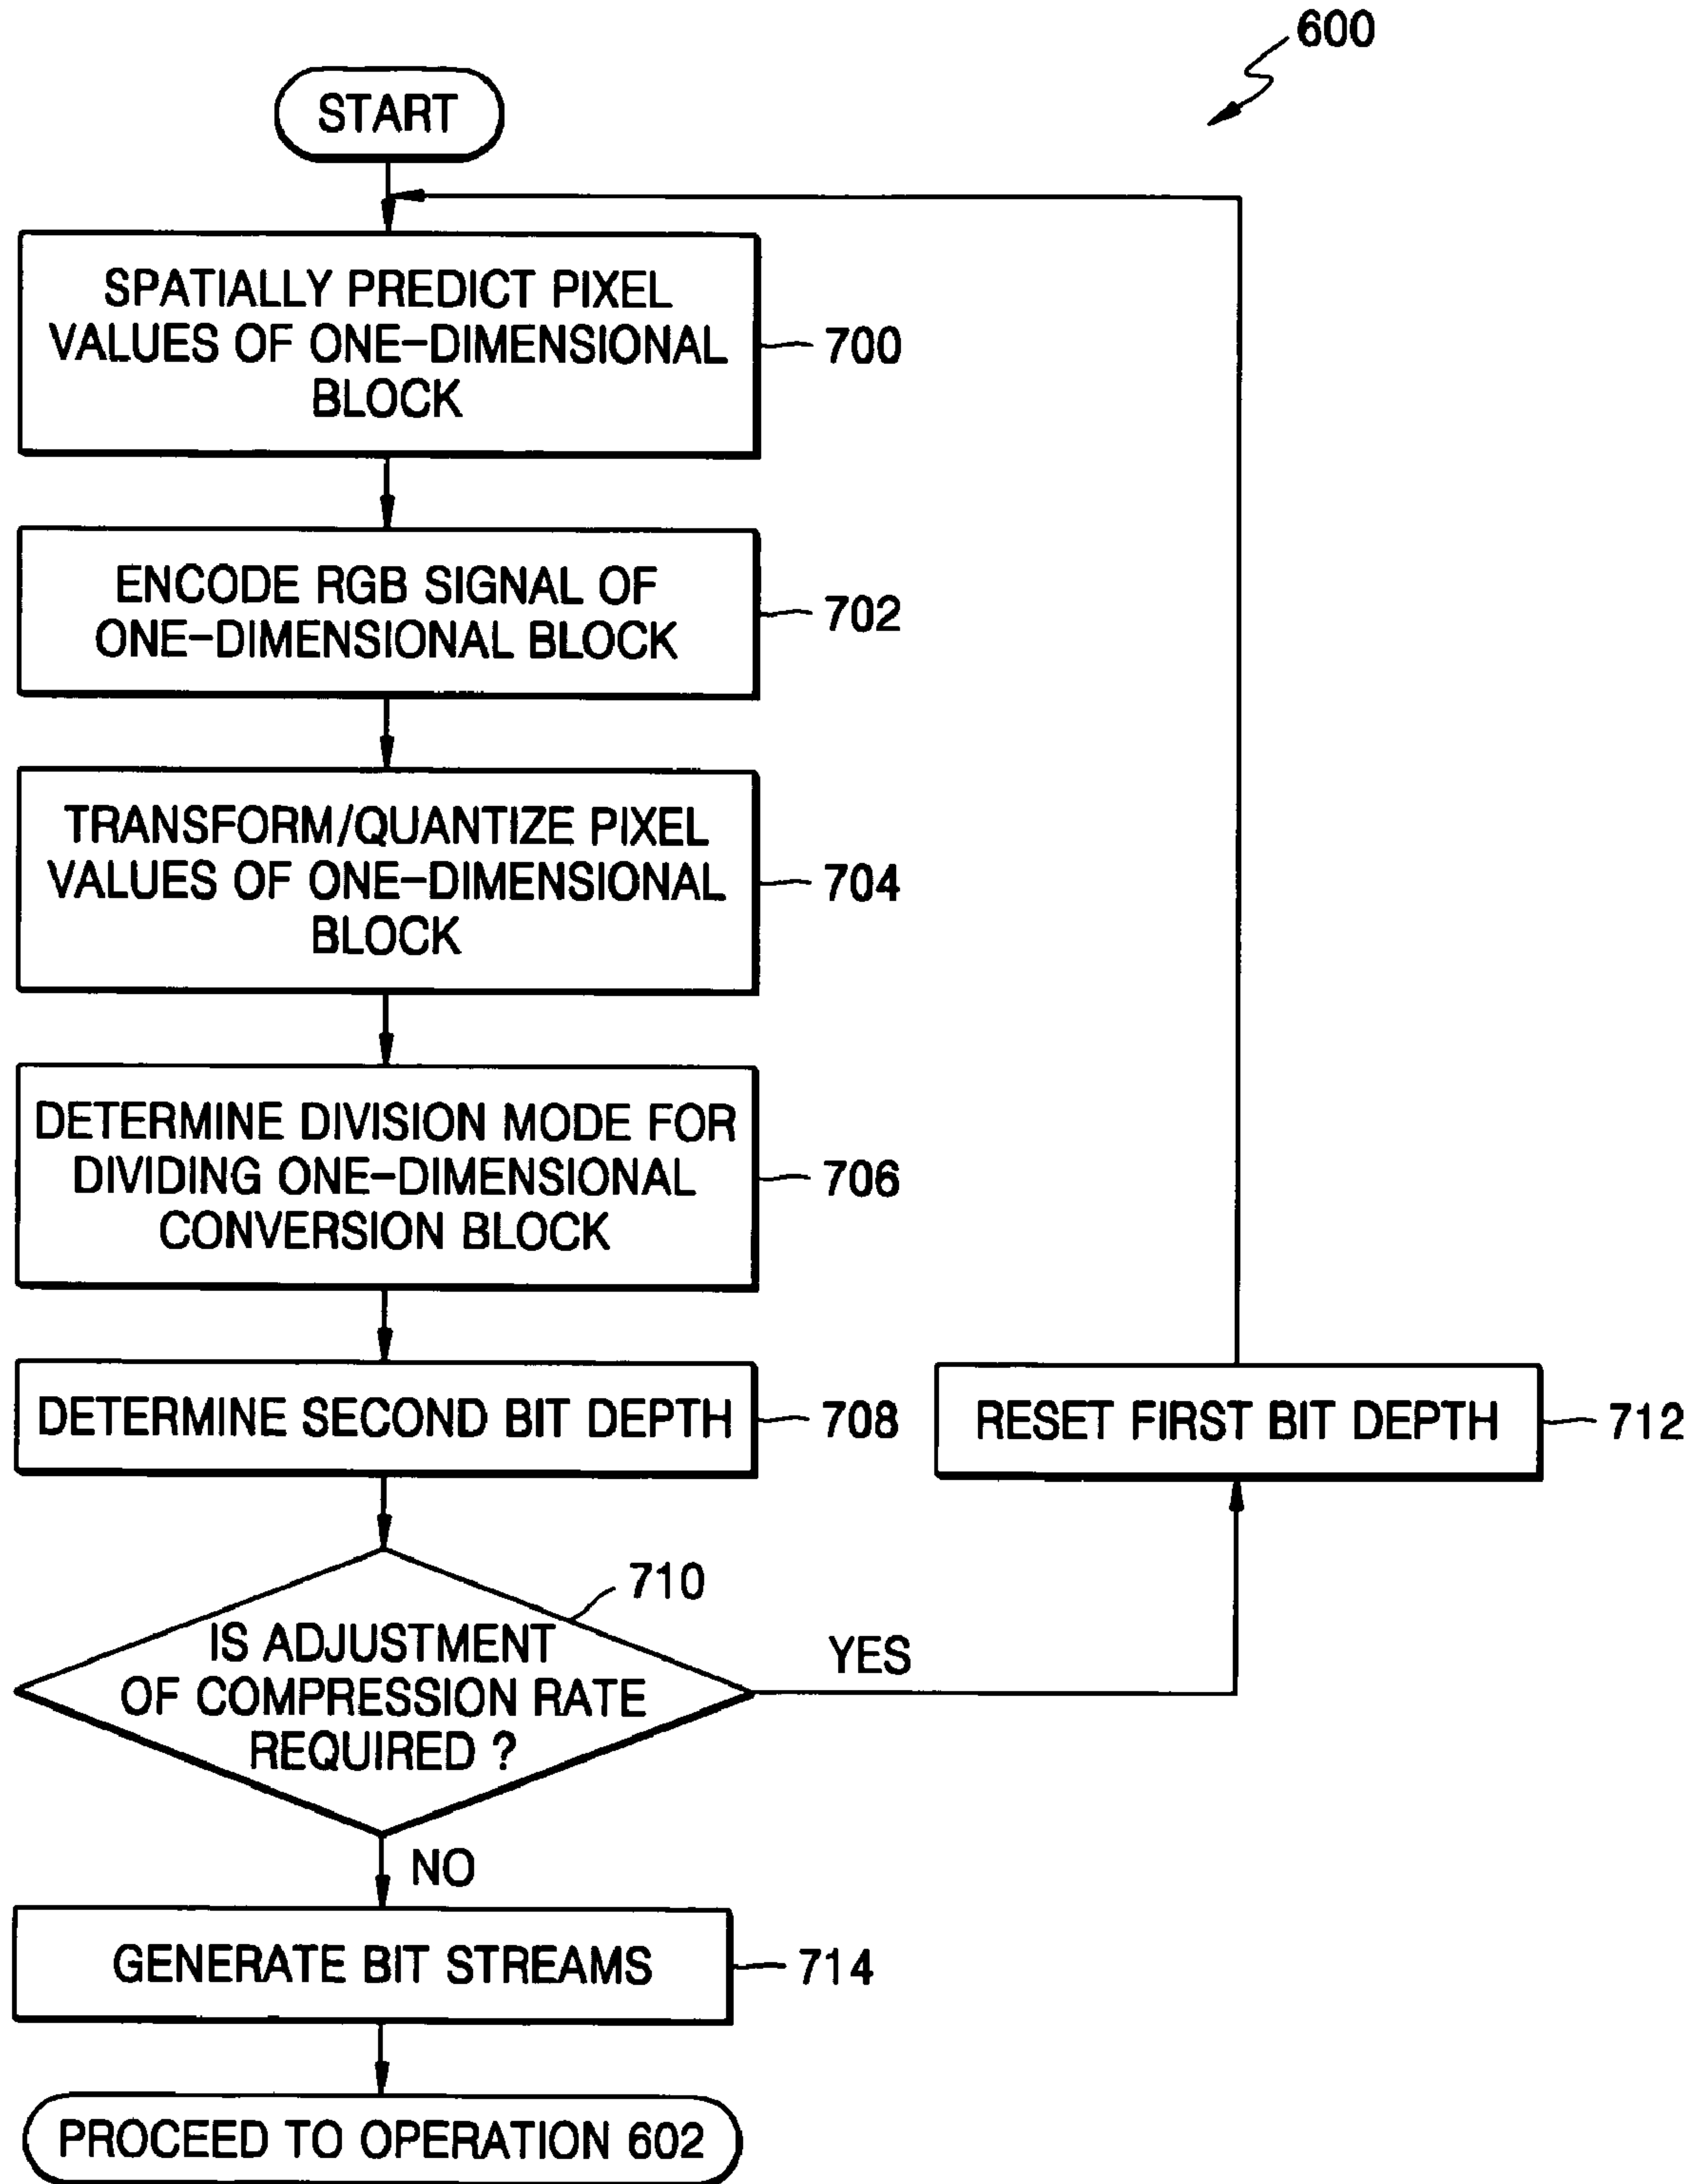 600
START
SPATIALLY PREDICT PIXEL
VALUES OF ONE-DIMENSIONAL
BLOCK
700
ENCODE RGB SIGNAL OF
ONE-DIMENSIONAL BLOCK
702
TRANSFORM/QUANTIZE PIXEL
VALUES OF ONE-DIMENSIONAL
BLOCK
704
DETERMINE DIVISION MODE FOR
DIVIDING ONE-DIMENSIONAL
CONVERSION BLOCK
706
DETERMINE SECOND BIT DEPTH
708
RESET FIRST BIT DEPTH
712
710
IS ADJUSTMENT
OF COMPRESSION RATE
REQUIRED ?
YES
NO
GENERATE BIT STREAMS
714
PROCEED TO OPERATION 602